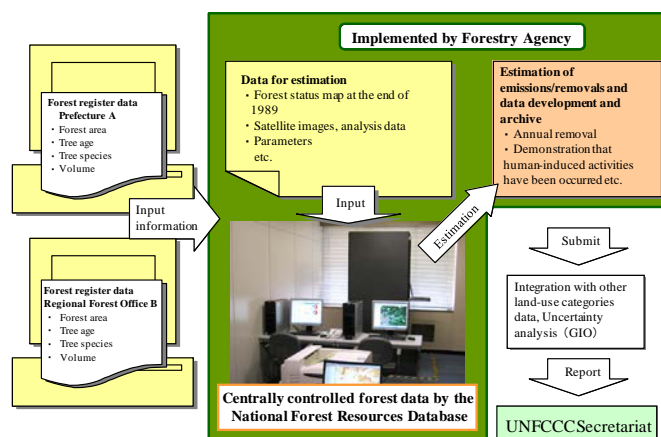 Implemented by Forestry Agency
Forest register data
Prefecture A
・ Forest area
・ Tree age
・ Tree species
・ Volume
Input
information
Forest register data
Regional Forest Office B
・ Forest area
・ Tree age
・ Tree species
・ Volume
Data for estimation
・ Forest status map at the end of
1989
・ Satellite images, analysis data
・ Parameters
etc.
Input
Estimation
Centrally controlled forest data by the
National Forest Resources Database
Estimation of
emissions/removals and
data development and
archive
・ Annual removal
・ Demonstration that
human-induced activities
have been occurred etc.
Submit
Integration with other
land-use categories
data, Uncertainty
analysis（GIO）
Report
UNFCCC Secretariat